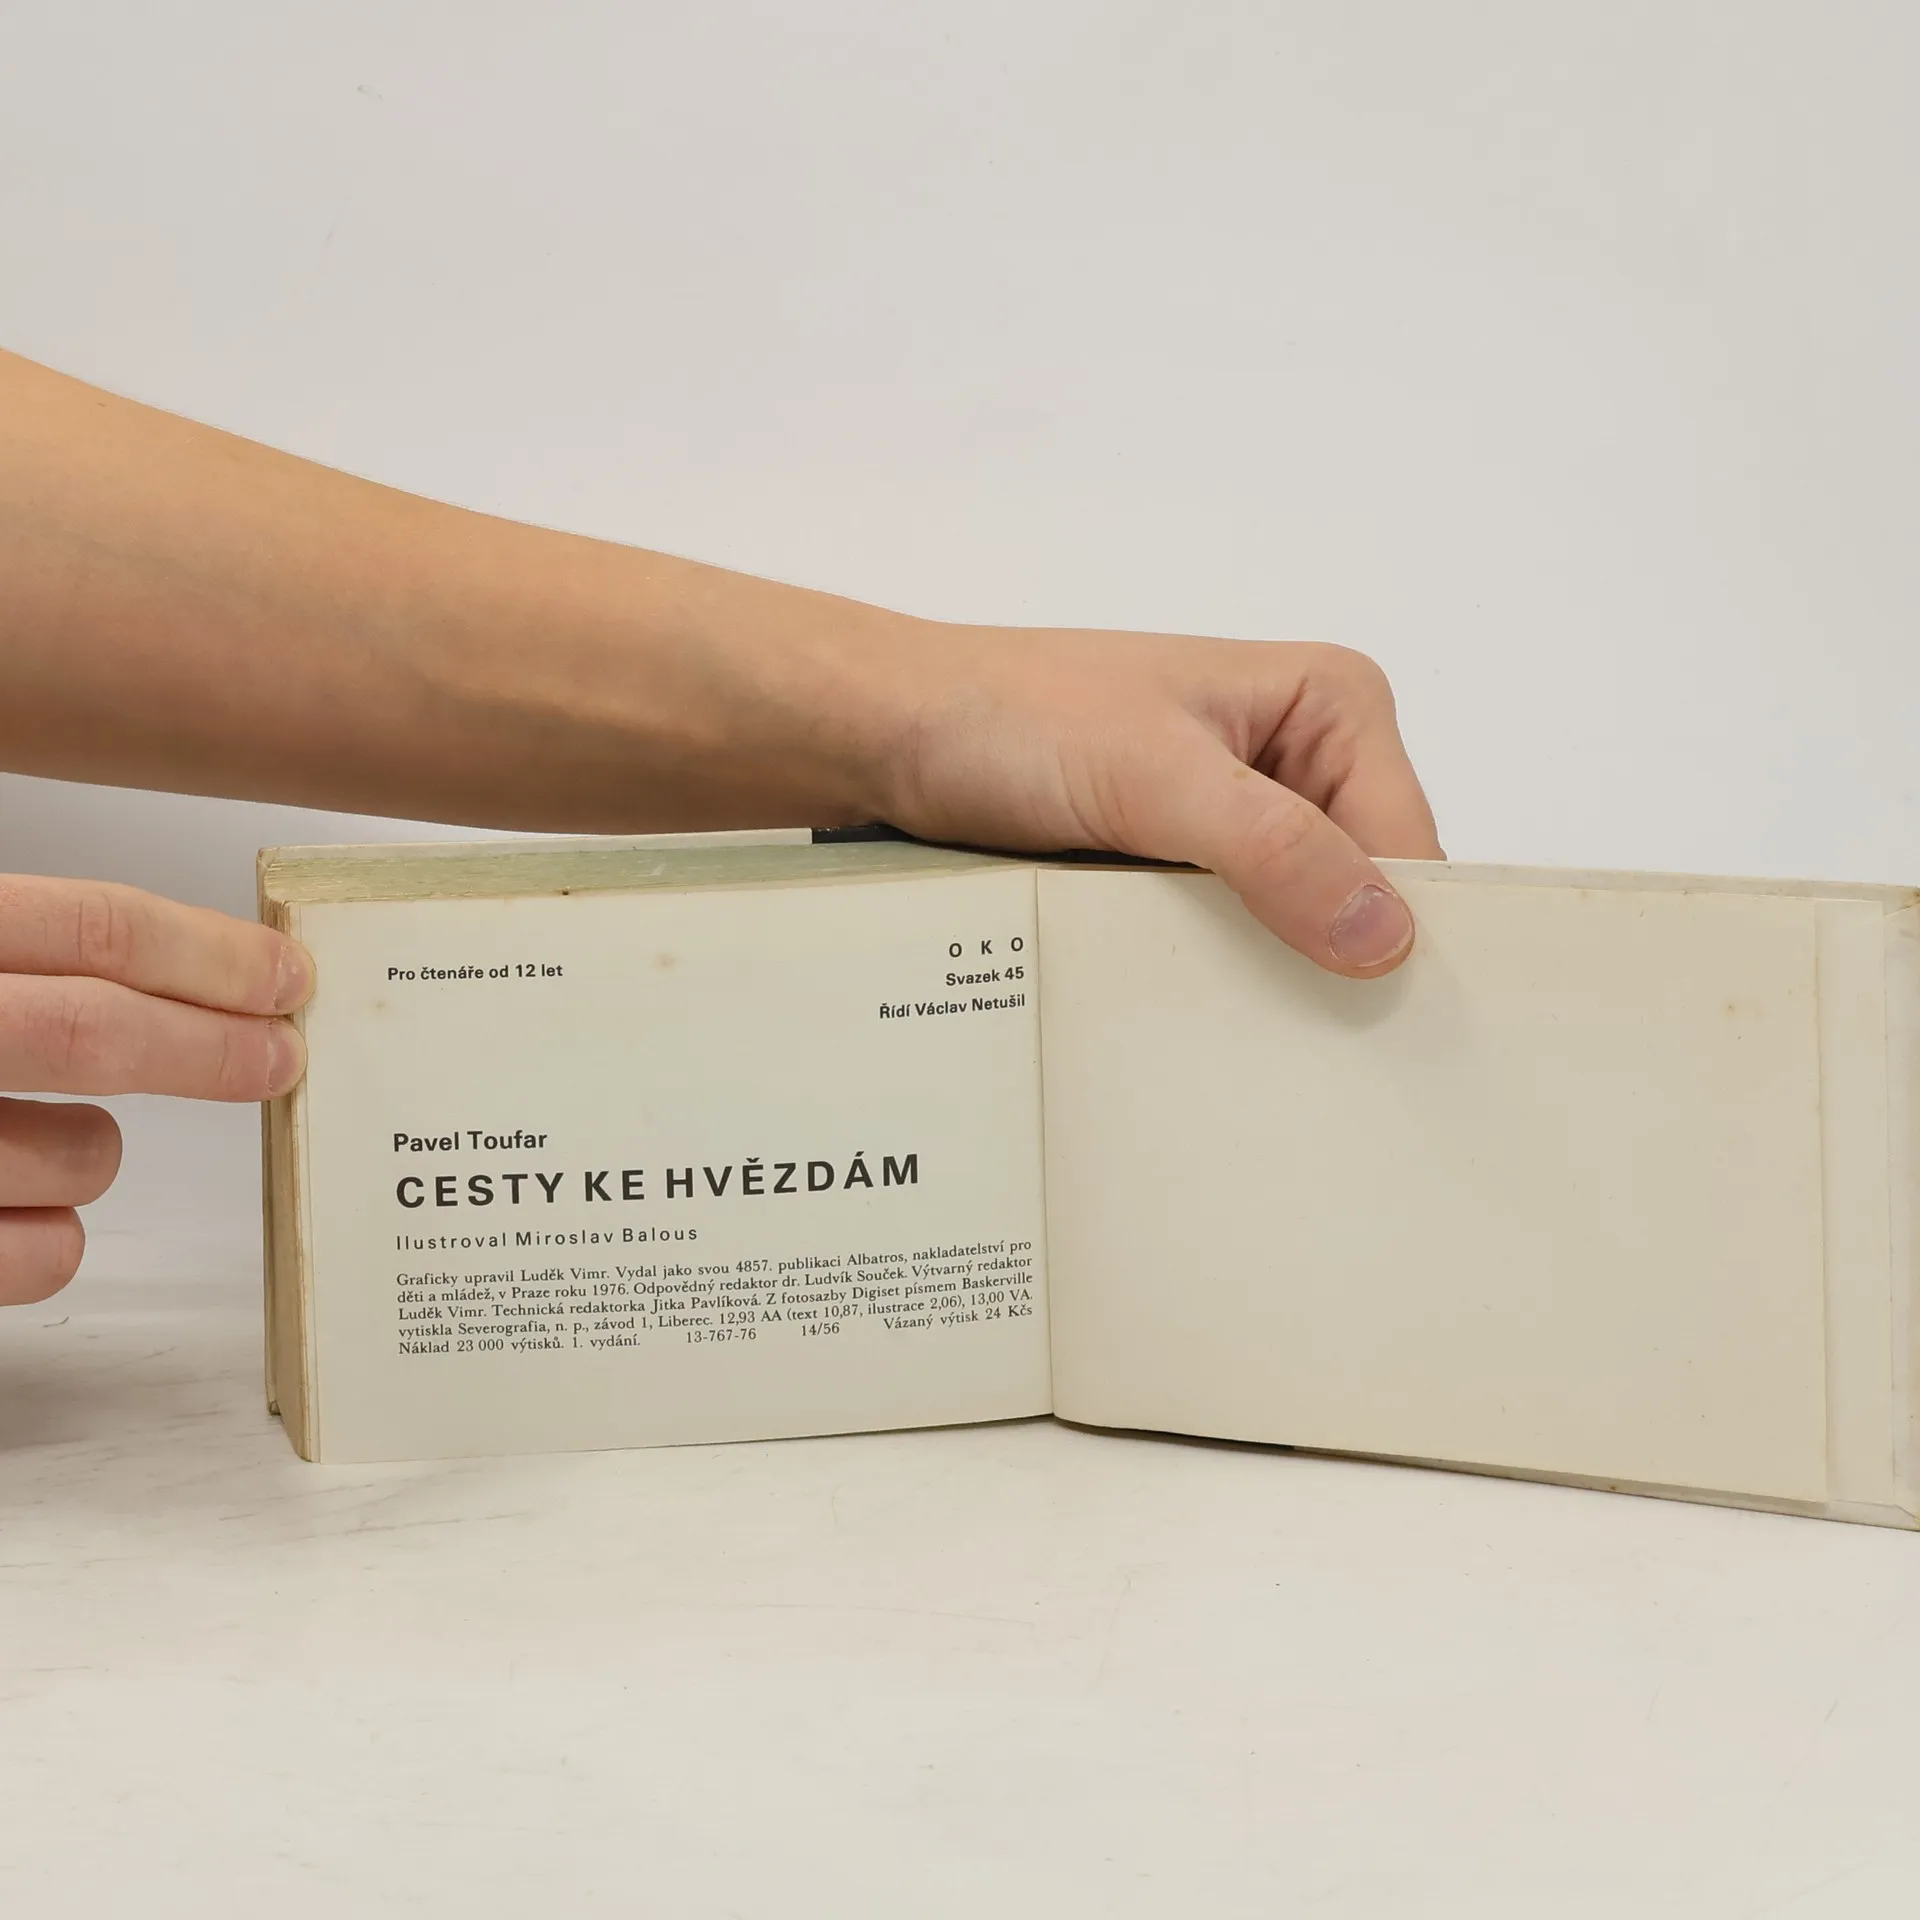 Pro čtenáře od 12 let
O K O
Svazek 45
Řídí Václav Netušil
Pavel Toufar
CESTY KE HVĚZDÁM
Ilustroval Miroslav Balous
Graficky upravil Luděk Vimr. Vydal jako svou 4857. publikaci Albatros, nakladatelství pro
děti a mládež, v Praze roku 1976. Odpovědný redaktor dr. Ludvík Souček. Výtvarný redaktor
Luděk Vimr. Technická redaktorka Jitka Pavlíková. Z fotosazby Digiset písmem Baskerville
vytiskla Severografia, n. p., závod 1, Liberec. 12,93 AA (text 10,87, ilustrace 2,06), 13,00 VA.
Náklad 23 000 výtisků. 1. vydání. 13-767-76 14/56 Vázaný výtisk 24 Kčs